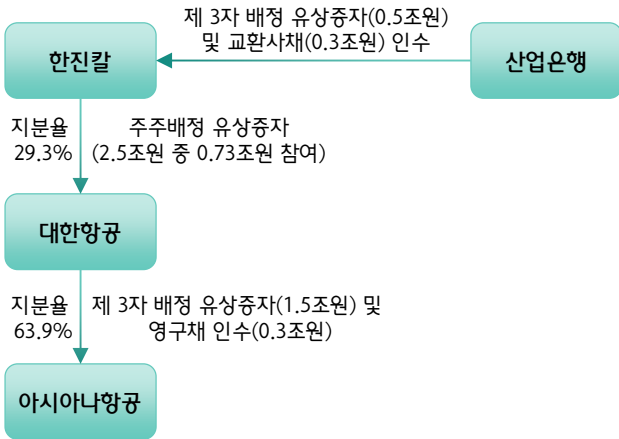 제 3자 배정 유상증자(0.5조원)
및 교환사채(0.3조원) 인수
한진칼
산업은행
지분율
29.3%
주주배정 유상증자
(2.5조원 중 0.73조원 참여)
대한항공
지분율
63.9%
제 3자 배정 유상증자(1.5조원) 및
영구채 인수(0.3조원)
아시아나항공